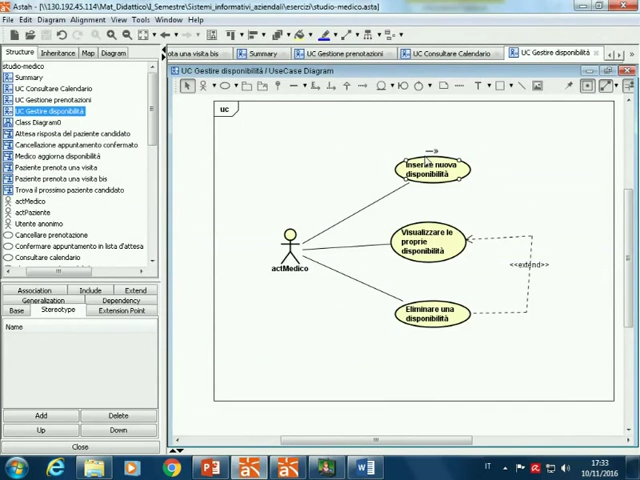 Astah - [\\130.192.45.114\Mat_Didattico\I_Semestre\Sistemi_informativi_aziendali\esercizi\studio-medico.asta]
File Edit Diagram Alignment View Tool Window Help
Structure Inheritance Map Diagram
studio-medico
Summary
UC Consultare Calendario
UC Gestione prenotazioni
UC Gestire disponibilità
Class Diagram0
Attesa risposta del paziente candidato
Cancellazione appuntamento confermato
Medico aggiorna disponibilità
Paziente prenota una visita
Paziente prenota una visita bis
Trova il prossimo paziente candidato
actMedico
actPaziente
Utente anonimo
Cancellare prenotazione
Confermare appuntamento in lista d'attesa
Consultare calendario
Association Include Extend
Generalization Dependency
Base Stereotype Extension Point
Name
Add Delete
Up Down
Close
ota una visita bis
Summary
UC Gestione prenotazioni
UC Consultare Calendario
UC Gestire disponibilità
UC Gestire disponibilità / UseCase Diagram
uc
Inserire nuova
disponibilità
Visualizzare le
proprie
disponibilità
actMedico
<<extend>>
Eliminare una
disponibilità
IT
17:33
10/11/2016